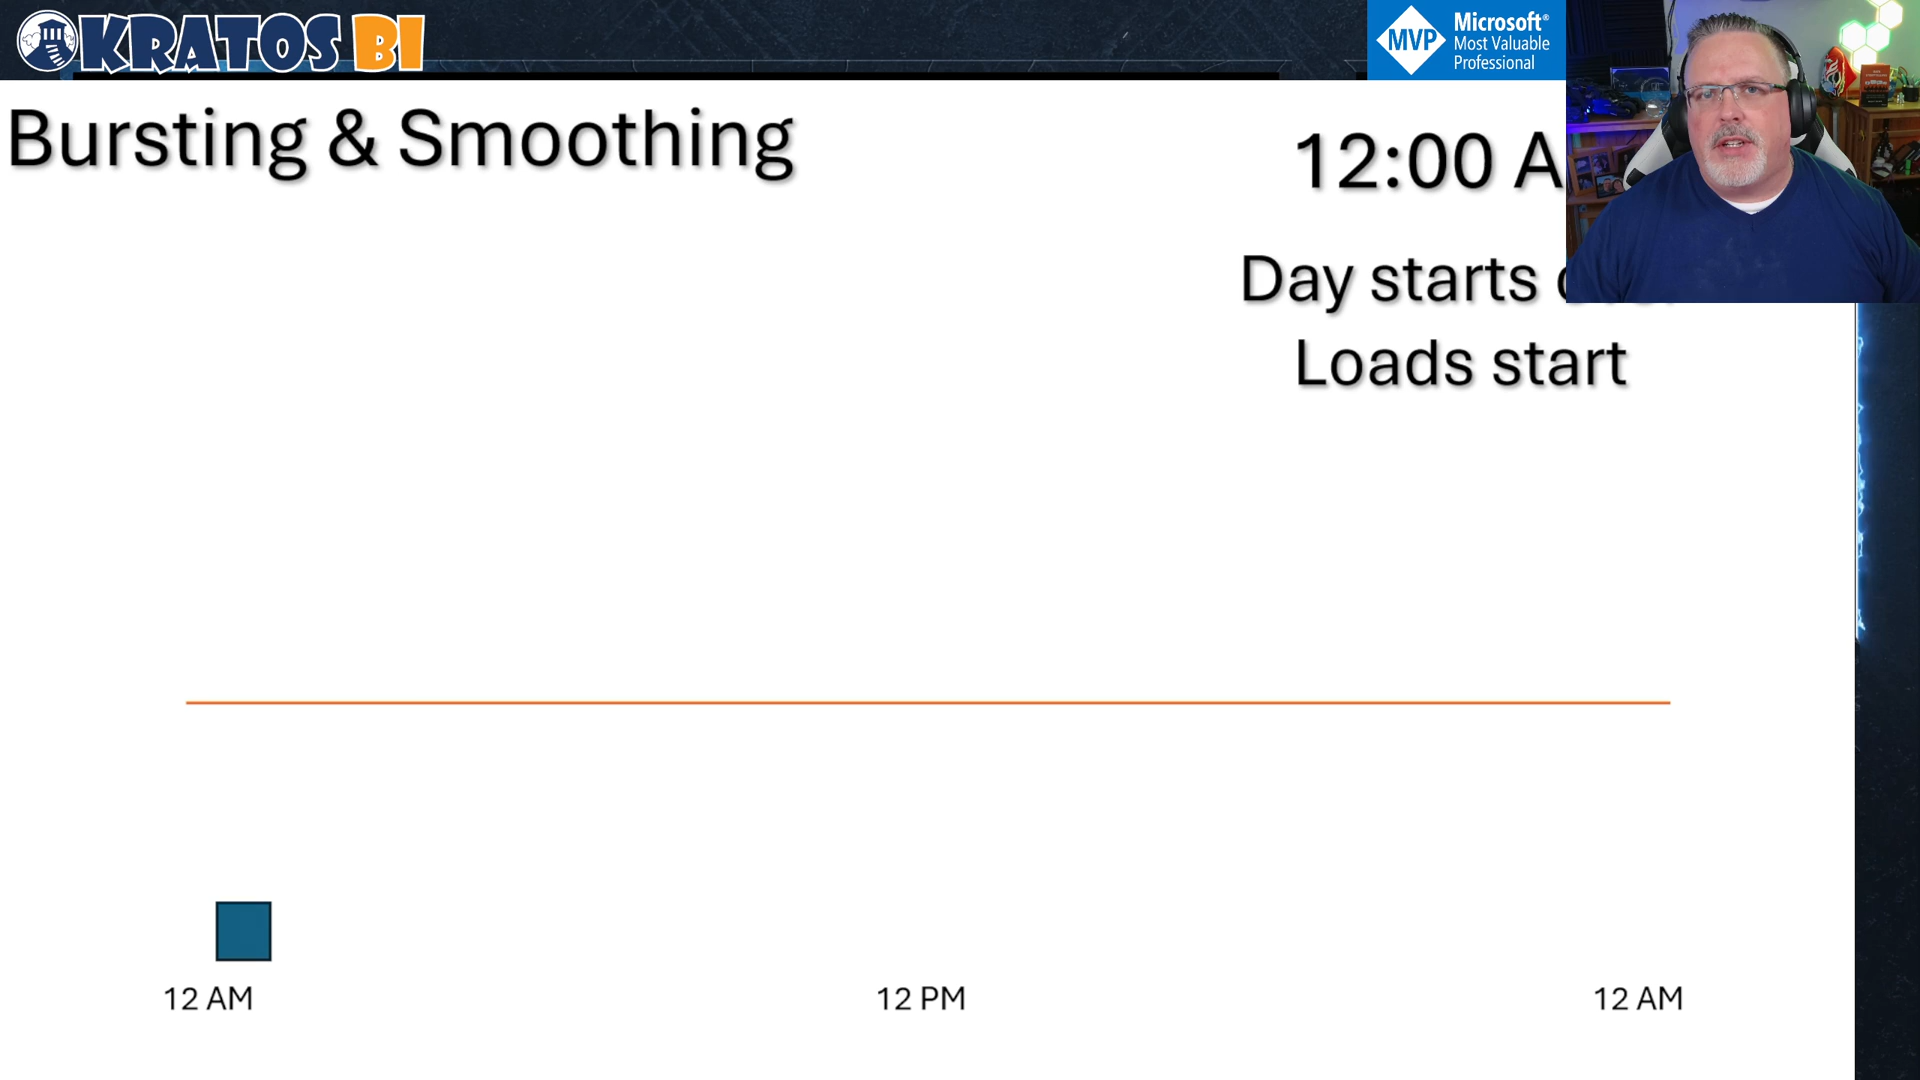 KRATOS BI
Microsoft®
MVP
Most Valuable
Professional
Bursting & Smoothing
12:00 A
Day starts
Loads start
12 AM
12 PM
12 AM